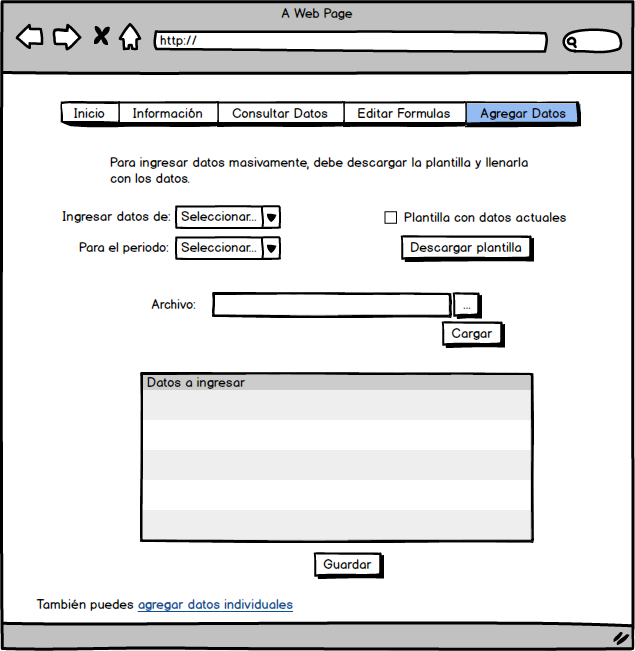 A Web Page
http://
Inicio Información Consultar Datos Editar Formulas Agregar Datos
Para ingresar datos masivamente, debe descargar la plantilla y llenarla
con los datos.
Ingresar datos de: Seleccionar... Plantilla con datos actuales
Para el periodo: Seleccionar... Descargar plantilla
Archivo: ...
Cargar
Datos a ingresar
Guardar
También puedes agregar datos individuales